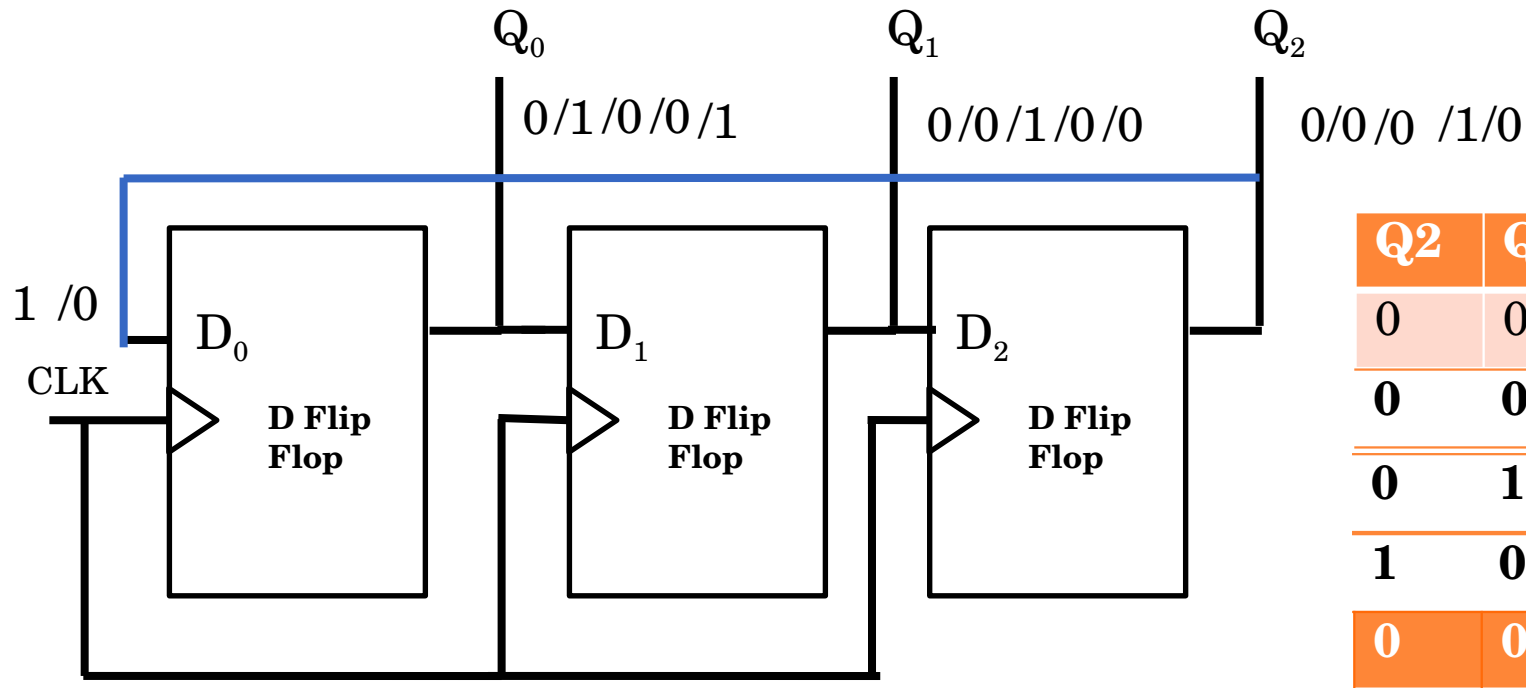 Q₀ Q₁ Q₂
0/1/0/0/1 0/0/1/0/0 0/0/0 /1/0
1 /0
D₀ D₁ D₂
CLK
D Flip Flop
D Flip Flop
D Flip Flop
Q2
0 0
0 0
0 1
1 0
0 0